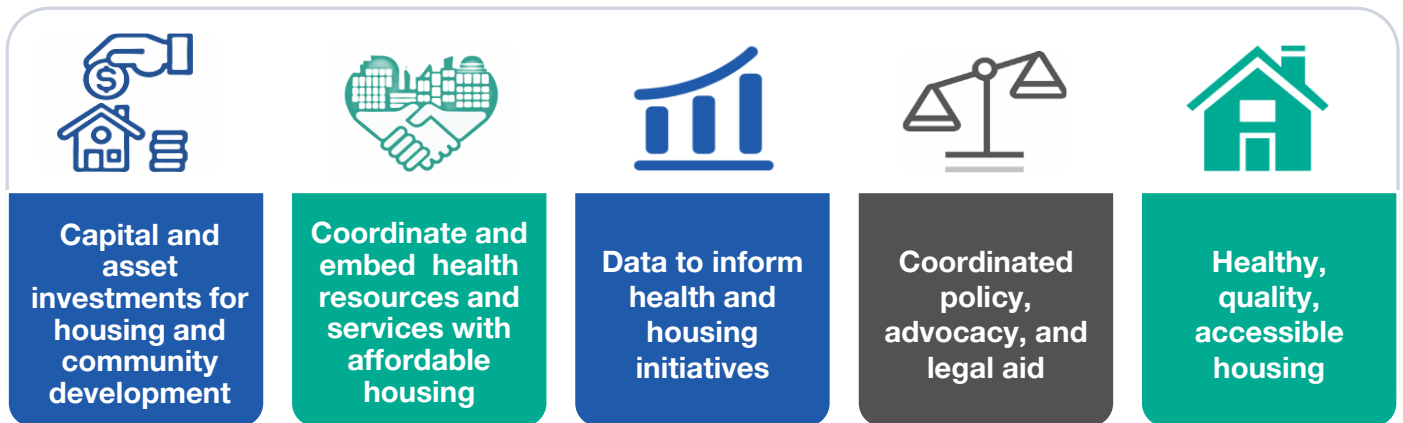 $
Capital and
asset
investments for
housing and
community
development
Coordinate and
embed health
resources and
services with
affordable
housing
Data to inform
health and
housing
initiatives
Coordinated
policy,
advocacy, and
legal aid
Healthy,
quality,
accessible
housing